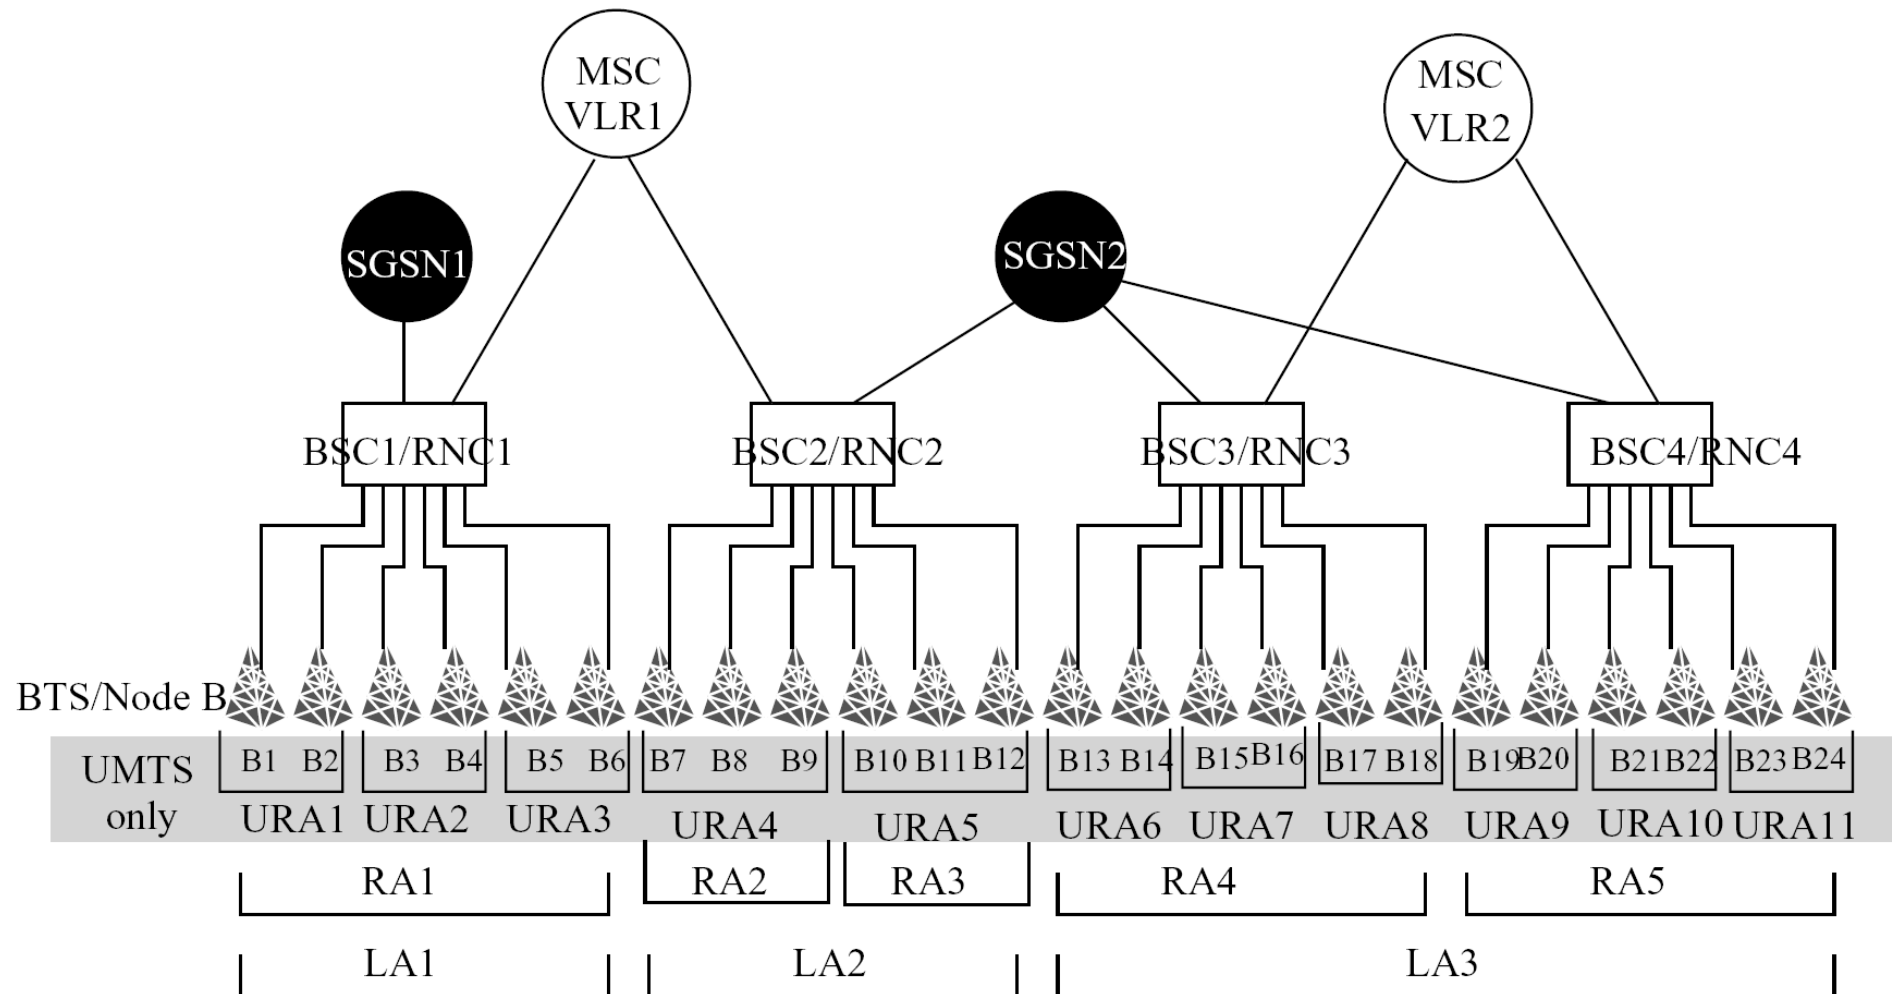 MSC
VLR1
MSC
VLR2
SGSN1
SGSN2
BSC1/RNC1
BSC2/RNC2
BSC3/RNC3
BSC4/RNC4
BTS/Node B
UMTS
only
B1 B2 B3 B4 B5 B6 B7 B8 B9 B10 B11 B12 B13 B14 B15 B16 B17 B18 B19 B20 B21 B22 B23 B24
URA1 URA2 URA3 URA4 URA5 URA6 URA7 URA8 URA9 URA10 URA11
RA1 RA2 RA3 RA4 RA5
LA1 LA2 LA3